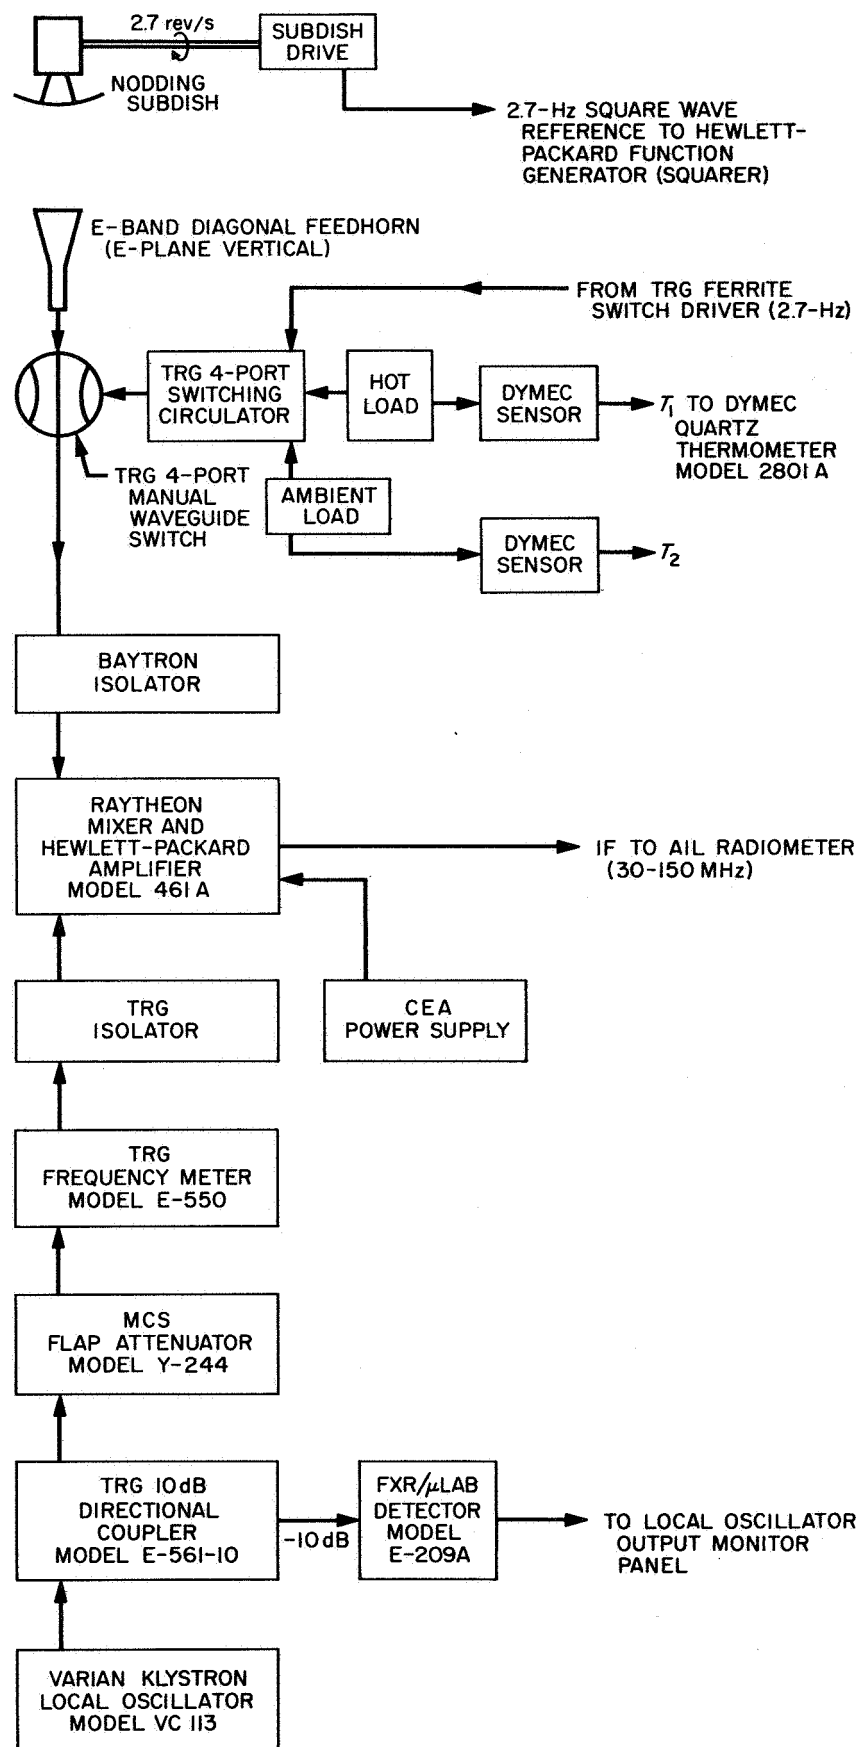 2.7 rev/s
SUBDISH
DRIVE
NODDING
SUBDISH
2.7-Hz SQUARE WAVE
REFERENCE TO HEWLETT-
PACKARD FUNCTION
GENERATOR (SQUARER)
E-BAND DIAGONAL FEEDHORN
(E-PLANE VERTICAL)
FROM TRG FERRITE
SWITCH DRIVER (2.7-Hz)
TRG 4-PORT
SWITCHING
CIRCULATOR
HOT
LOAD
DYMEC
SENSOR
T1 TO DYMEC
QUARTZ
THERMOMETER
MODEL 2801A
TRG 4-PORT
MANUAL
WAVEGUIDE
SWITCH
AMBIENT
LOAD
DYMEC
SENSOR
T2
BAYTRON
ISOLATOR
RAYTHEON
MIXER AND
HEWLETT-PACKARD
AMPLIFIER
MODEL 461A
IF TO AIL RADIOMETER
(30-150 MHz)
TRG
ISOLATOR
CEA
POWER SUPPLY
TRG
FREQUENCY METER
MODEL E-550
MCS
FLAP ATTENUATOR
MODEL Y-244
TRG 10dB
DIRECTIONAL
COUPLER
MODEL E-561-10
-10dB
FXR/μLAB
DETECTOR
MODEL
E-209A
TO LOCAL OSCILLATOR
OUTPUT MONITOR
PANEL
VARIAN KLYSTRON
LOCAL OSCILLATOR
MODEL VC 113